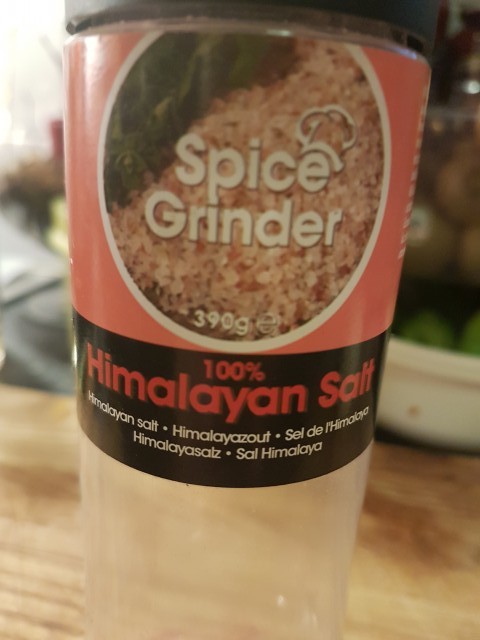 Spice
Grinder
390g e
100%
Himalayan Salt
Himalayan salt • Himalayazout • Sel de l'Himalaya
Himalayasalz • Sal Himalaya